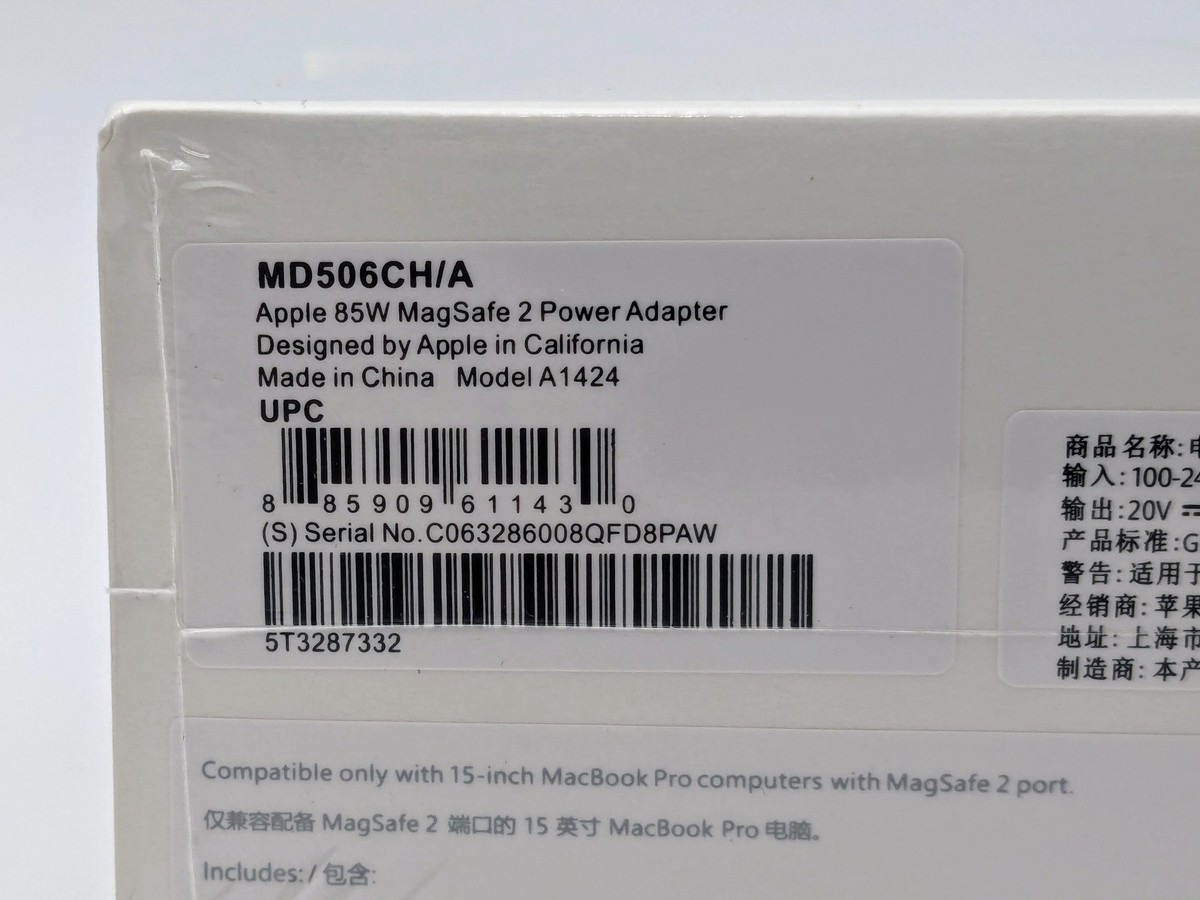 MD506CH/A
Apple 85W MagSafe 2 Power Adapter
Designed by Apple in California
Made in China Model A1424
UPC
8 85909 61143 0
(S) Serial No.C063286008QFD8PAW
5T3287332
商品名称:电
输入:100-24
输出:20V ⎓
产品标准:G
警告:适用于
经销商:苹果
地址:上海市
制造商:本产
Compatible only with 15-inch MacBook Pro computers with MagSafe 2 port.
仅兼容配备 MagSafe 2 端口的 15 英寸 MacBook Pro 电脑。
Includes: / 包含: